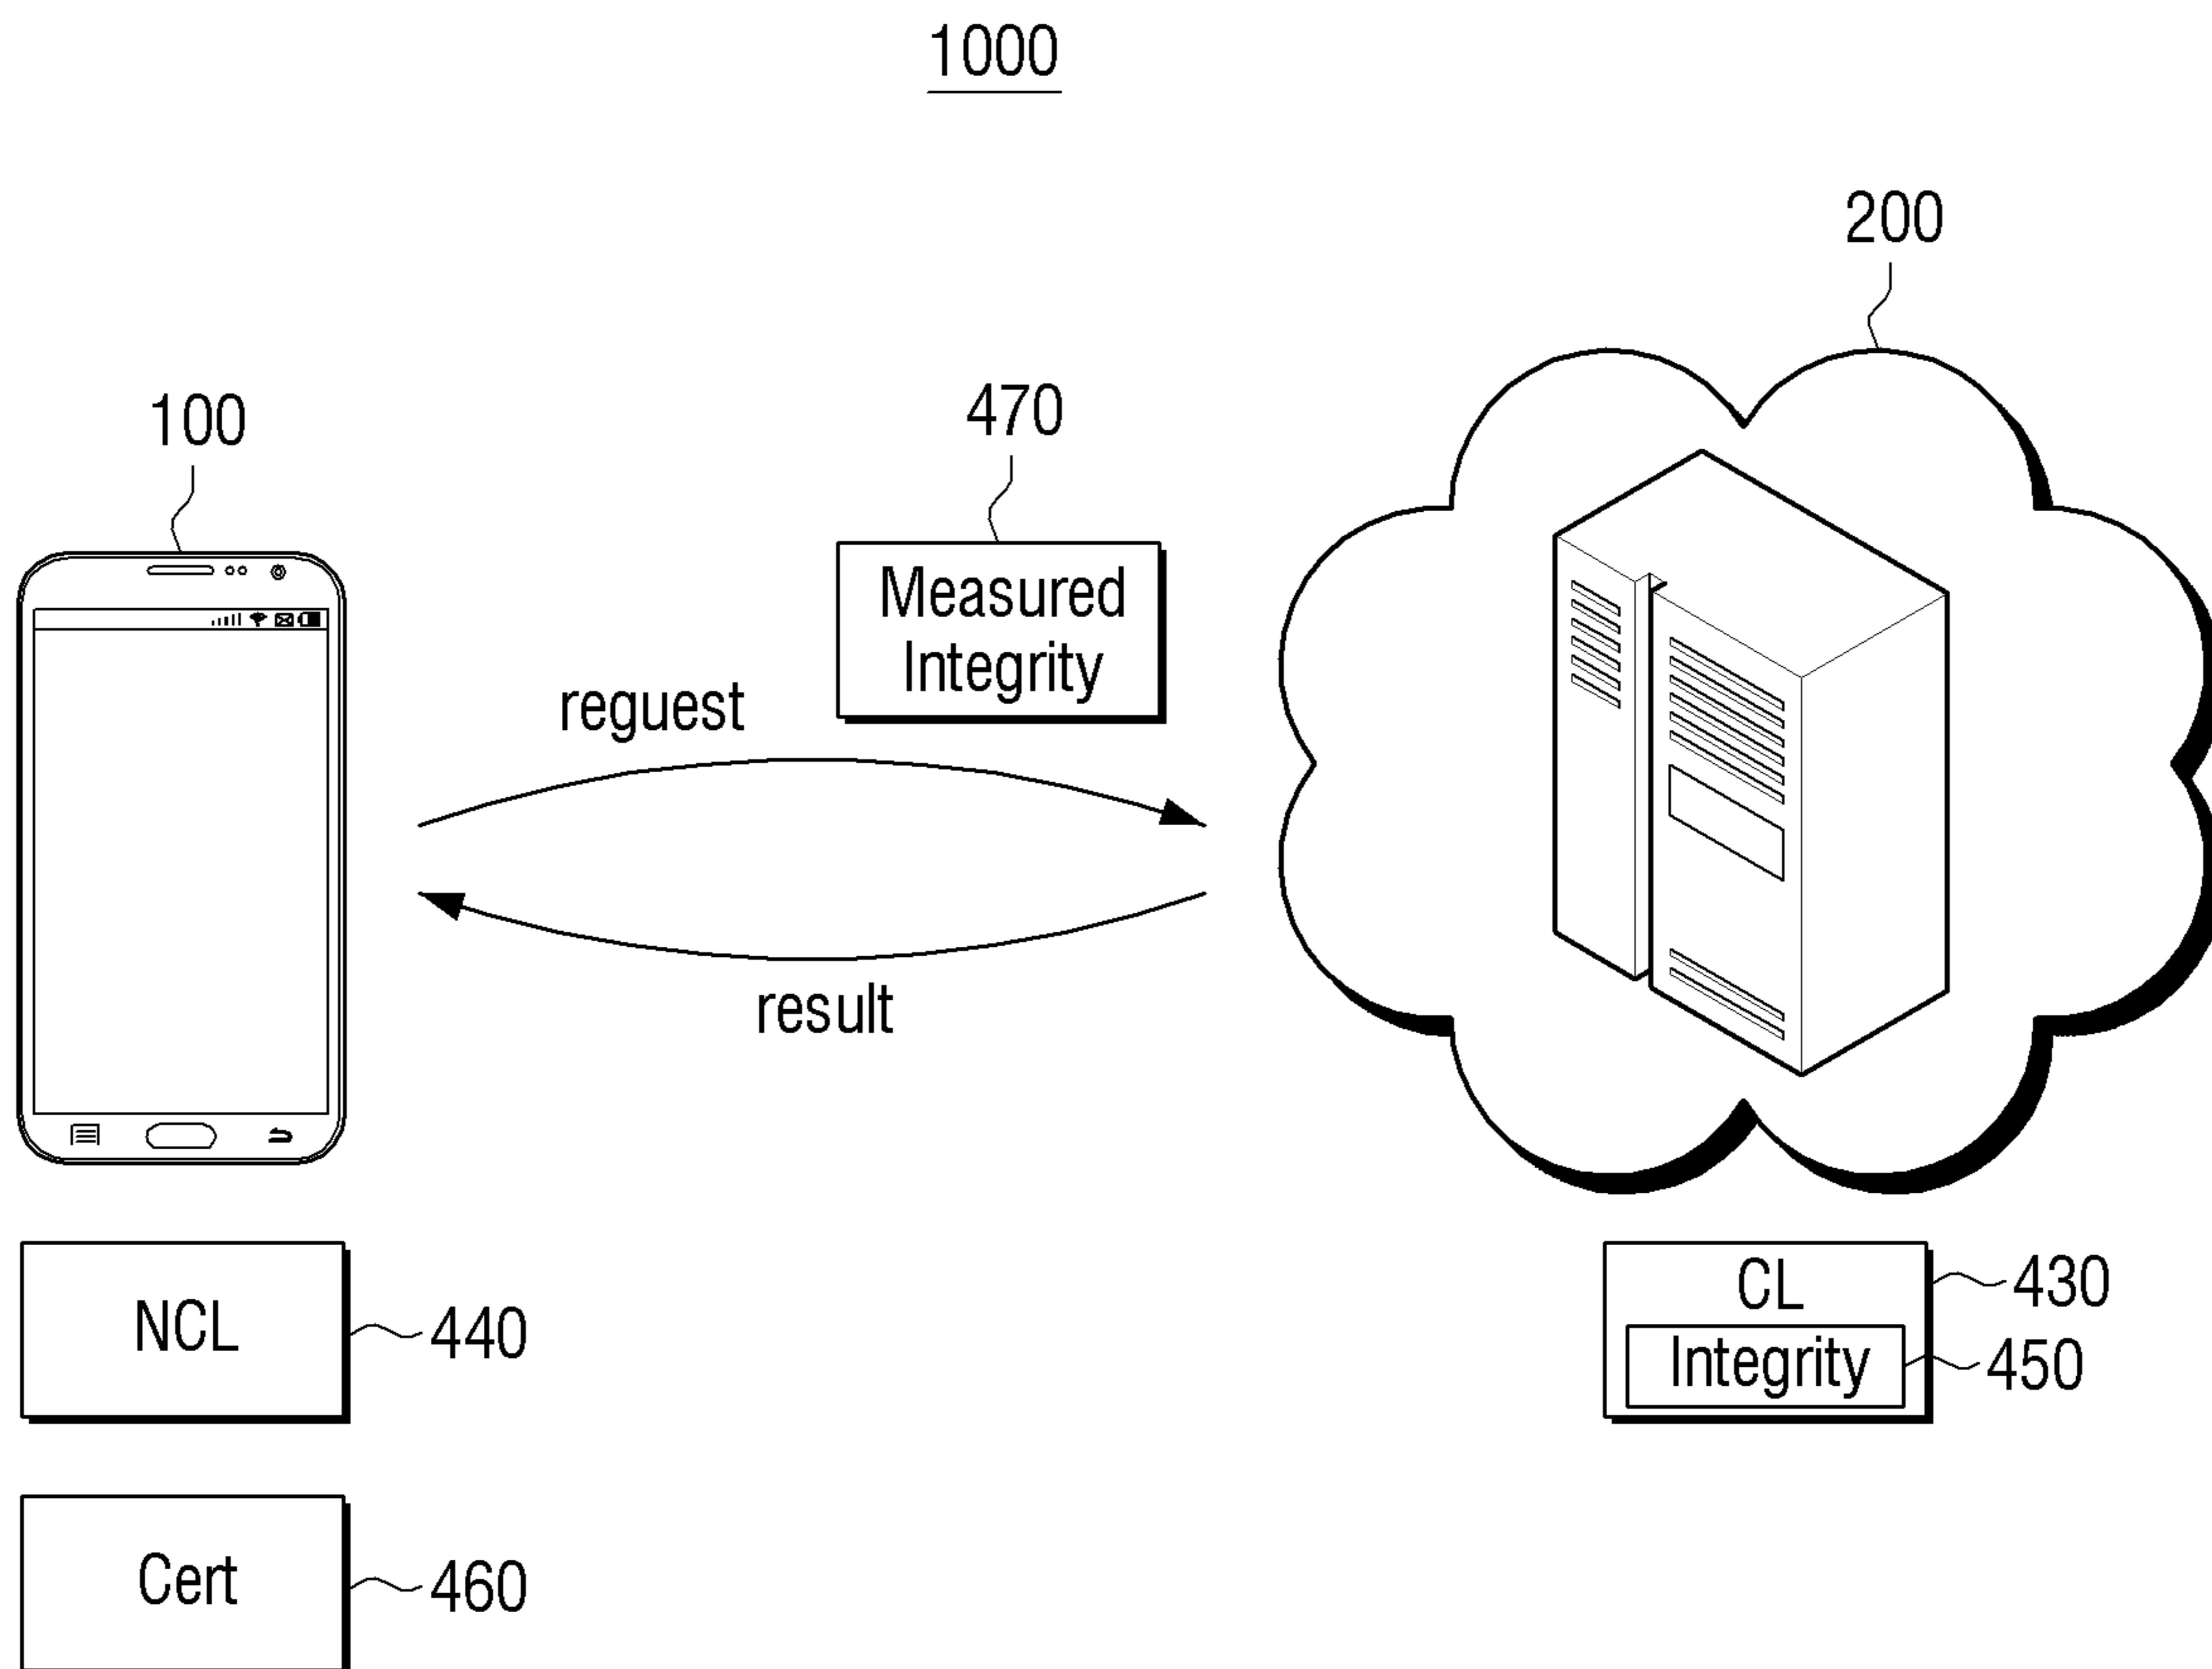 1000
200
100
470
Measured
Integrity
reguest
result
NCL
440
CL
430
Integrity
450
Cert
460